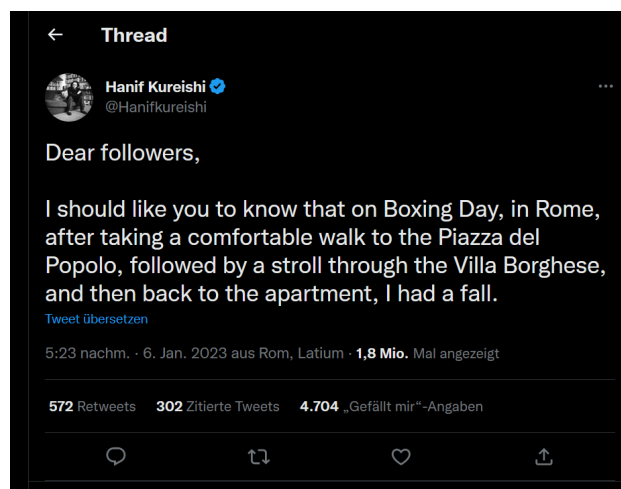 Thread
Hanif Kureishi
@Hanifkureishi
Dear followers,
I should like you to know that on Boxing Day, in Rome,
after taking a comfortable walk to the Piazza del
Popolo, followed by a stroll through the Villa Borghese,
and then back to the apartment, I had a fall.
Tweet übersetzen
5:23 nachm. · 6. Jan. 2023 aus Rom, Latium · 1,8 Mio. Mal angezeigt
572 Retweets 302 Zitierte Tweets 4.704 „Gefällt mir“-Angaben